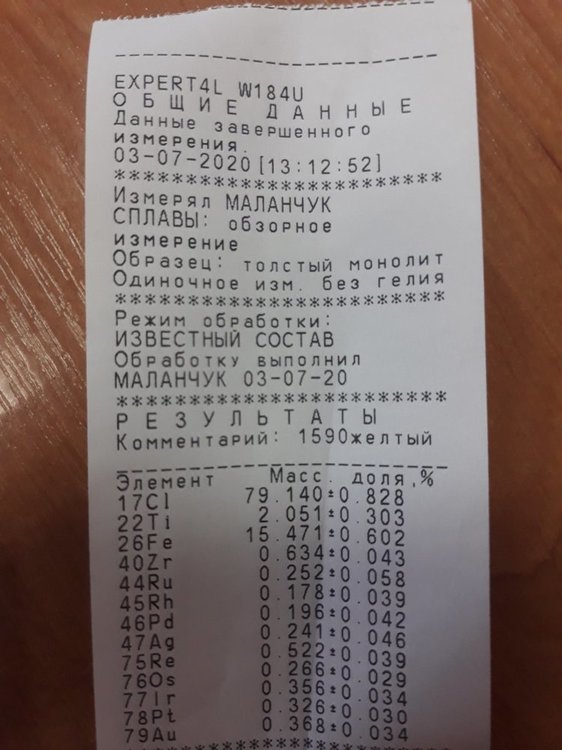 EXPERT4L W184U
ОБЩИЕ ДАННЫЕ
Данные завершенного
измерения.
03-07-2020[13:12:52]
**************************
Измерял МАЛАНЧУК
СПЛАВЫ: обзорное
измерение
Образец: толстый монолит
Одиночное изм. без гелия
**************************
Режим обработки:
ИЗВЕСТНЫЙ СОСТАВ
Обработку выполнил
МАЛАНЧУК 03-07-20
**************************
РЕЗУЛЬТАТЫ
Комментарий: 1590желтый
Элемент Масс. доля,%
17Cl 79.140±0.828
22Ti 2.051±0.303
26Fe 15.471±0.602
40Zr 0.634±0.043
44Ru 0.252±0.058
45Rh 0.178±0.039
46Pd 0.196±0.042
47Ag 0.241±0.046
75Re 0.522±0.039
76Os 0.266±0.029
77Ir 0.356±0.034
78Pt 0.326±0.030
79Au 0.368±0.034
**************************